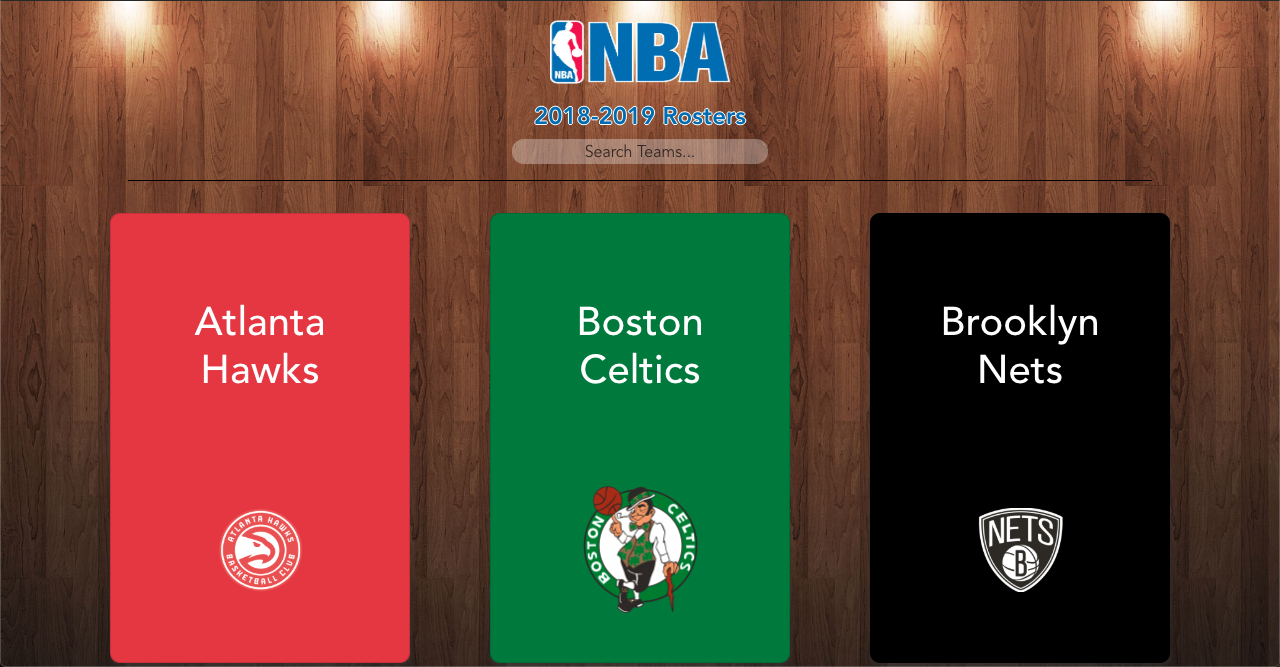 NBA
NBA
2018-2019 Rosters
Search Teams...
Atlanta
Hawks
Boston
Celtics
Brooklyn
Nets
ATLANTA HAWKS
BASKETBALL CLUB
BOSTON
CELTICS
NETS
B